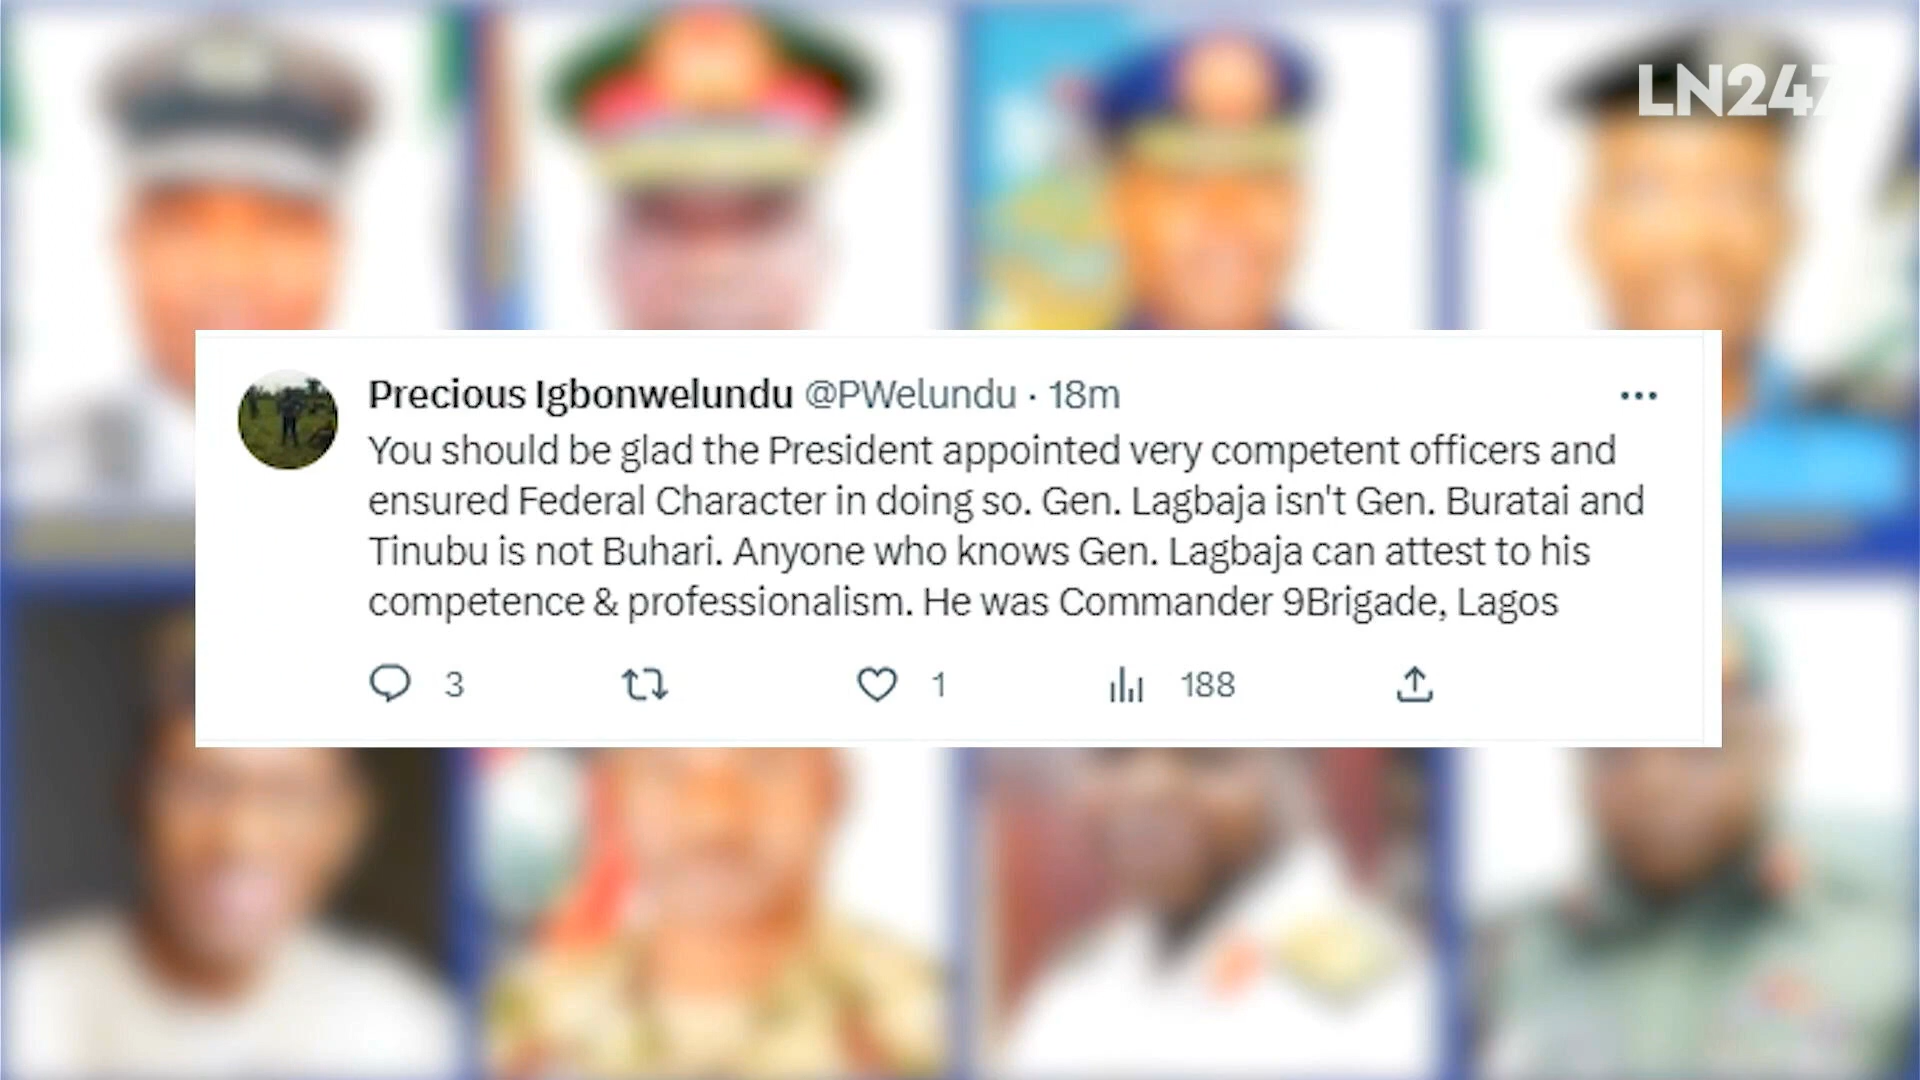 LN247
Precious Igbonwelundu @PWelundu · 18m
You should be glad the President appointed very competent officers and
ensured Federal Character in doing so. Gen. Lagbaja isn't Gen. Buratai and
Tinubu is not Buhari. Anyone who knows Gen. Lagbaja can attest to his
competence & professionalism. He was Commander 9Brigade, Lagos
3 1 188